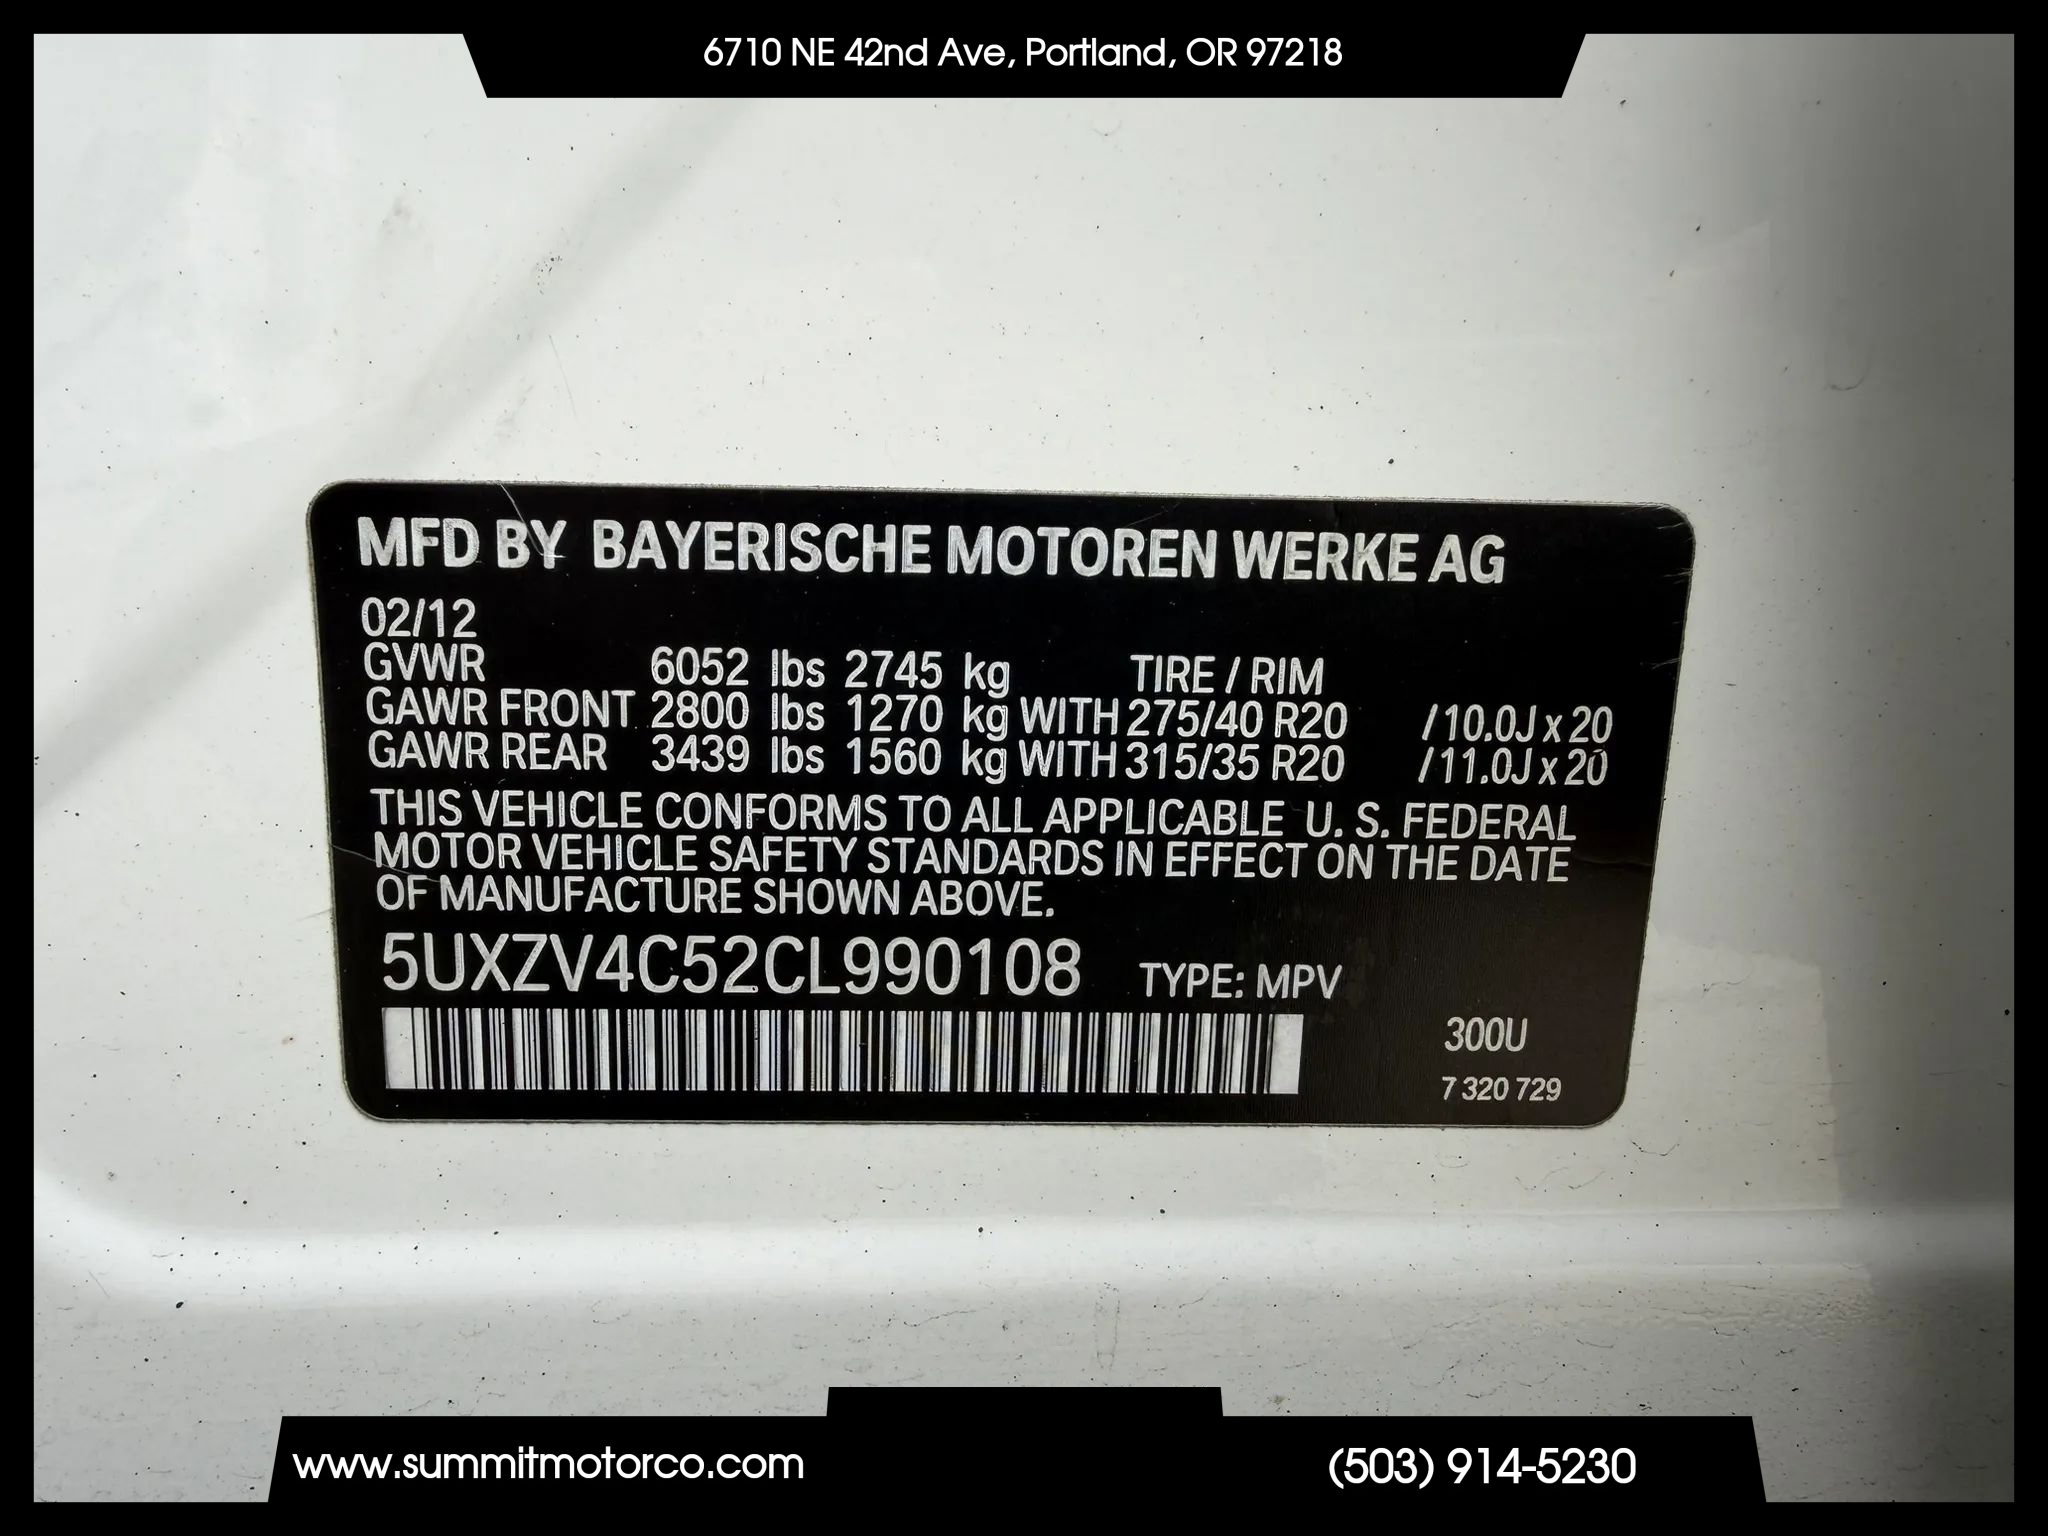 6710 NE 42nd Ave, Portland, OR 97218
MFD BY BAYERISCHE MOTOREN WERKE AG
02/12
GVWR 6052 lbs 2745 kg TIRE / RIM
GAWR FRONT 2800 lbs 1270 kg WITH 275/40 R20 /10.0J x 20
GAWR REAR 3439 lbs 1560 kg WITH 315/35 R20 /11.0J x 20
THIS VEHICLE CONFORMS TO ALL APPLICABLE U. S. FEDERAL
MOTOR VEHICLE SAFETY STANDARDS IN EFFECT ON THE DATE
OF MANUFACTURE SHOWN ABOVE.
5UXZV4C52CL990108 TYPE: MPV
300U
7 320 729
www.summitmotorco.com (503) 914-5230